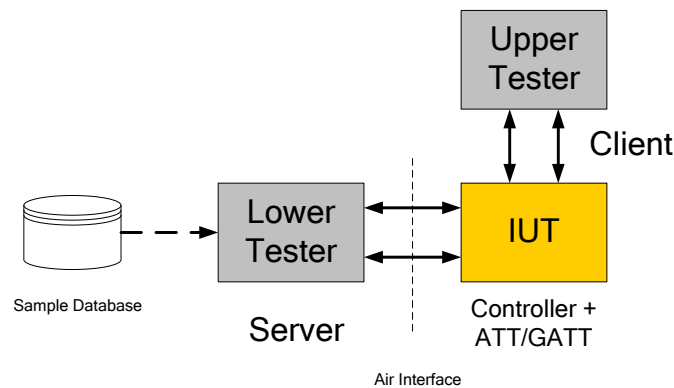 Upper
Tester
Client
Lower
Tester
IUT
Sample Database
Server
Controller +
ATT/GATT
Air Interface